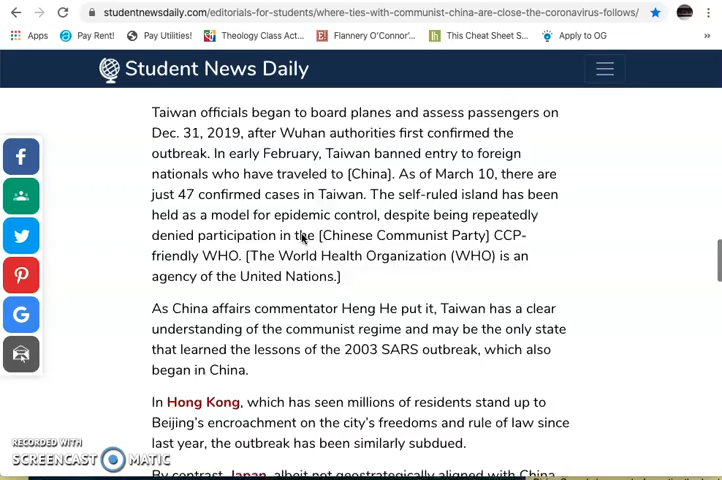 studentnewsdaily.com/editorials-for-students/where-ties-with-communist-china-are-close-the-coronavirus-follows/
Apps Pay Rent! Pay Utilities! Theology Class Act... Flannery O'Connor'... This Cheat Sheet S... Apply to OG »
Student News Daily
Taiwan officials began to board planes and assess passengers on
Dec. 31, 2019, after Wuhan authorities first confirmed the
outbreak. In early February, Taiwan banned entry to foreign
nationals who have traveled to [China]. As of March 10, there are
just 47 confirmed cases in Taiwan. The self-ruled island has been
held as a model for epidemic control, despite being repeatedly
denied participation in the [Chinese Communist Party] CCP-
friendly WHO. [The World Health Organization (WHO) is an
agency of the United Nations.]
As China affairs commentator Heng He put it, Taiwan has a clear
understanding of the communist regime and may be the only state
that learned the lessons of the 2003 SARS outbreak, which also
began in China.
In Hong Kong, which has seen millions of residents stand up to
Beijing's encroachment on the city's freedoms and rule of law since
last year, the outbreak has been similarly subdued.
By contrast, Japan, albeit not geostrategically aligned with China
RECORDED WITH
SCREENCAST MATIC